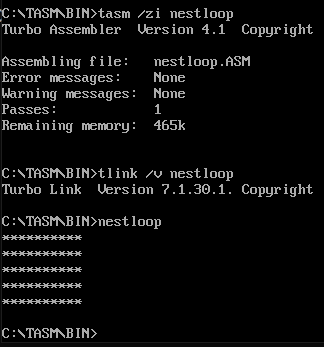 C:\TASM\BIN>tasm /zi nestloop
Turbo Assembler  Version 4.1  Copyright
Assembling file:   nestloop.ASM
Error messages:    None
Warning messages:  None
Passes:            1
Remaining memory:  465k
C:\TASM\BIN>tlink /v nestloop
Turbo Link  Version 7.1.30.1. Copyright
C:\TASM\BIN>nestloop
**********
**********
**********
**********
**********
C:\TASM\BIN>